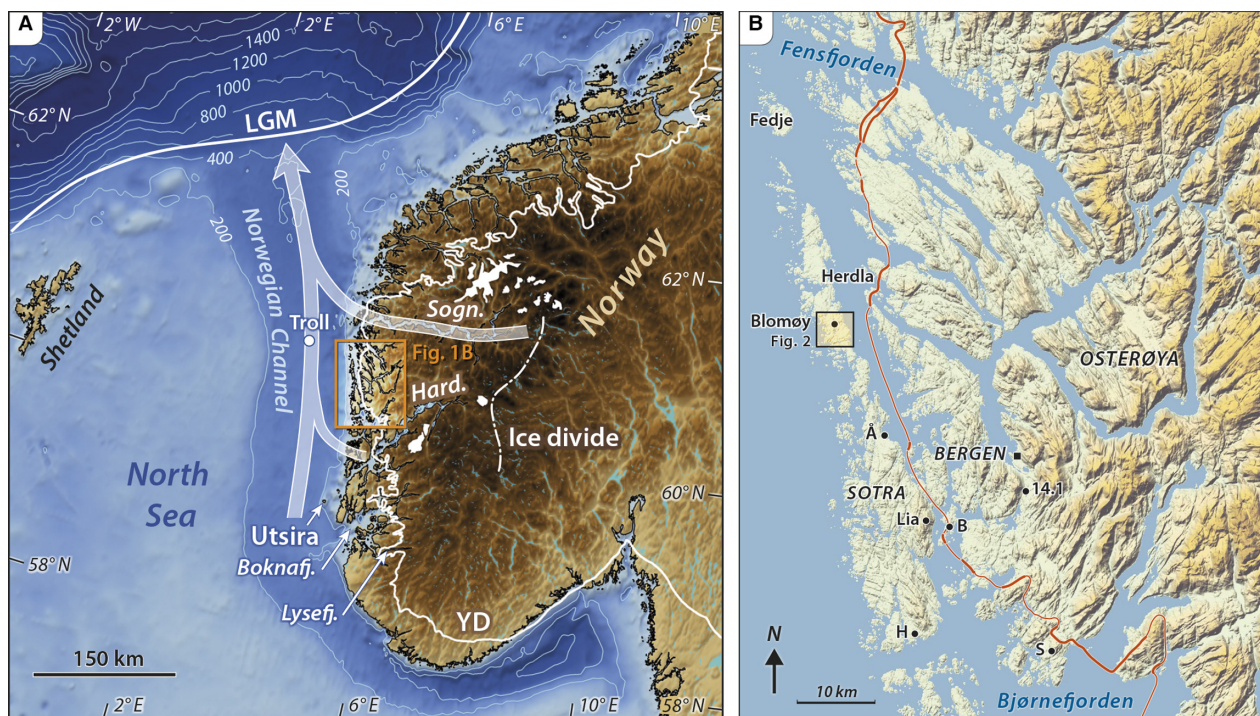 A
2°W
2°E
6°E
10°E
1400
1200
1000
800
62°N
LGM
400
200
200
Norwegian Channel
Norway
Sogn.
62°N
Shetland
Troll
Fig. 1B
Hard.
Ice divide
North
Sea
60°N
Utsira
Boknafj.
58°N
Lysefj.
YD
150 km
2°E
6°E
10°E
58°N
B
Fensfjorden
Fedje
Herdla
Blomøy
Fig. 2
OSTERØYA
Å
BERGEN
14.1
SOTRA
Lia
B
H
S
N
10 km
Bjørnefjorden